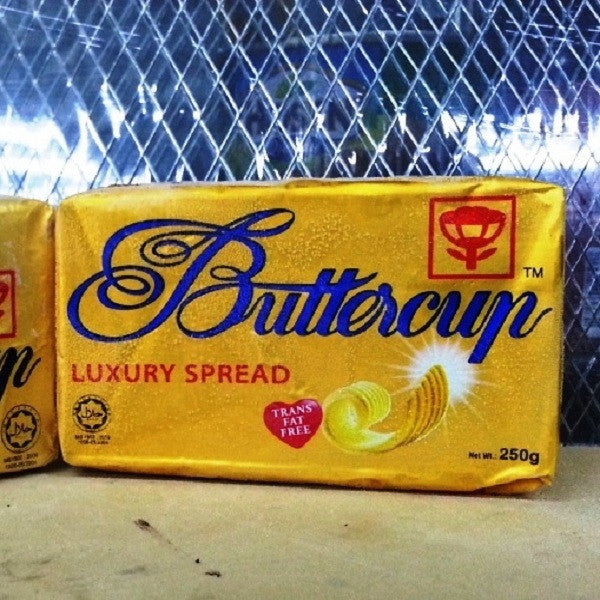 Buttercup
TM
LUXURY SPREAD
TRANS
FAT
FREE
Net Wt. 250g